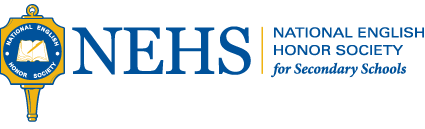 NATIONAL ENGLISH
HONOR SOCIETY
NEHS
NATIONAL ENGLISH
HONOR SOCIETY
for Secondary Schools